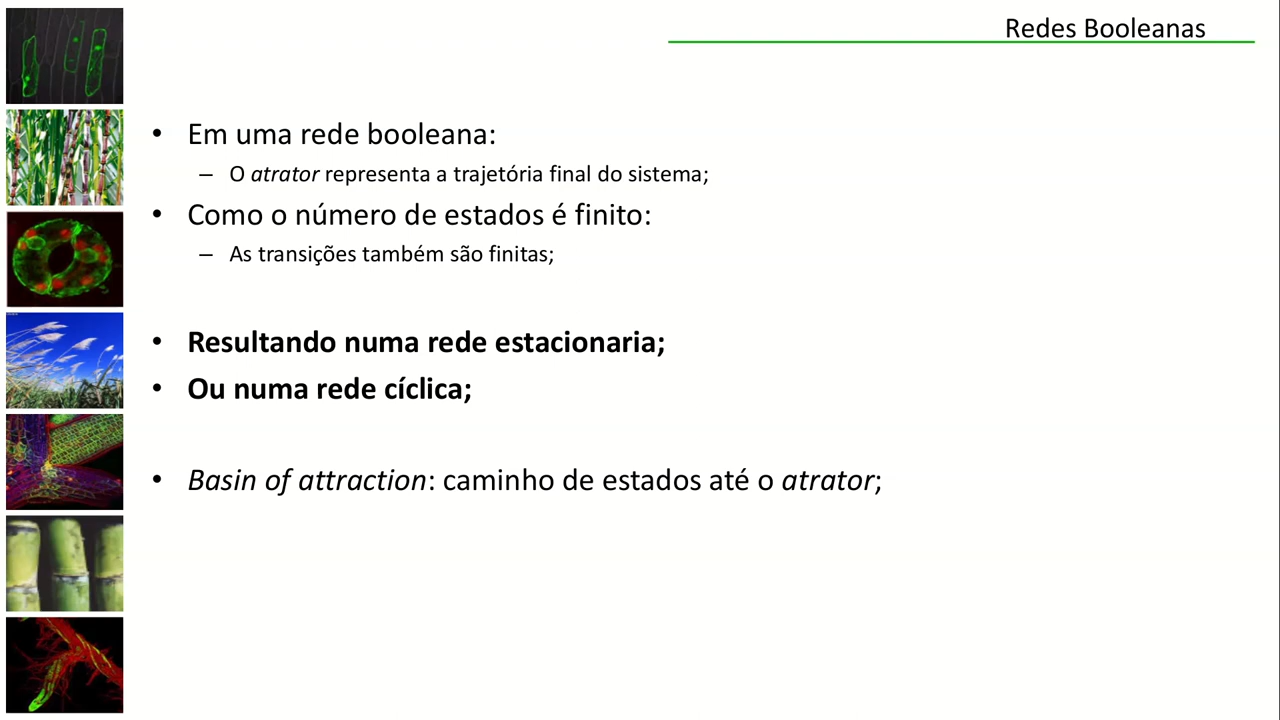 Redes Booleanas
• Em uma rede booleana:
– O atrator representa a trajetória final do sistema;
• Como o número de estados é finito:
– As transições também são finitas;
• Resultando numa rede estacionaria;
• Ou numa rede cíclica;
• Basin of attraction: caminho de estados até o atrator;